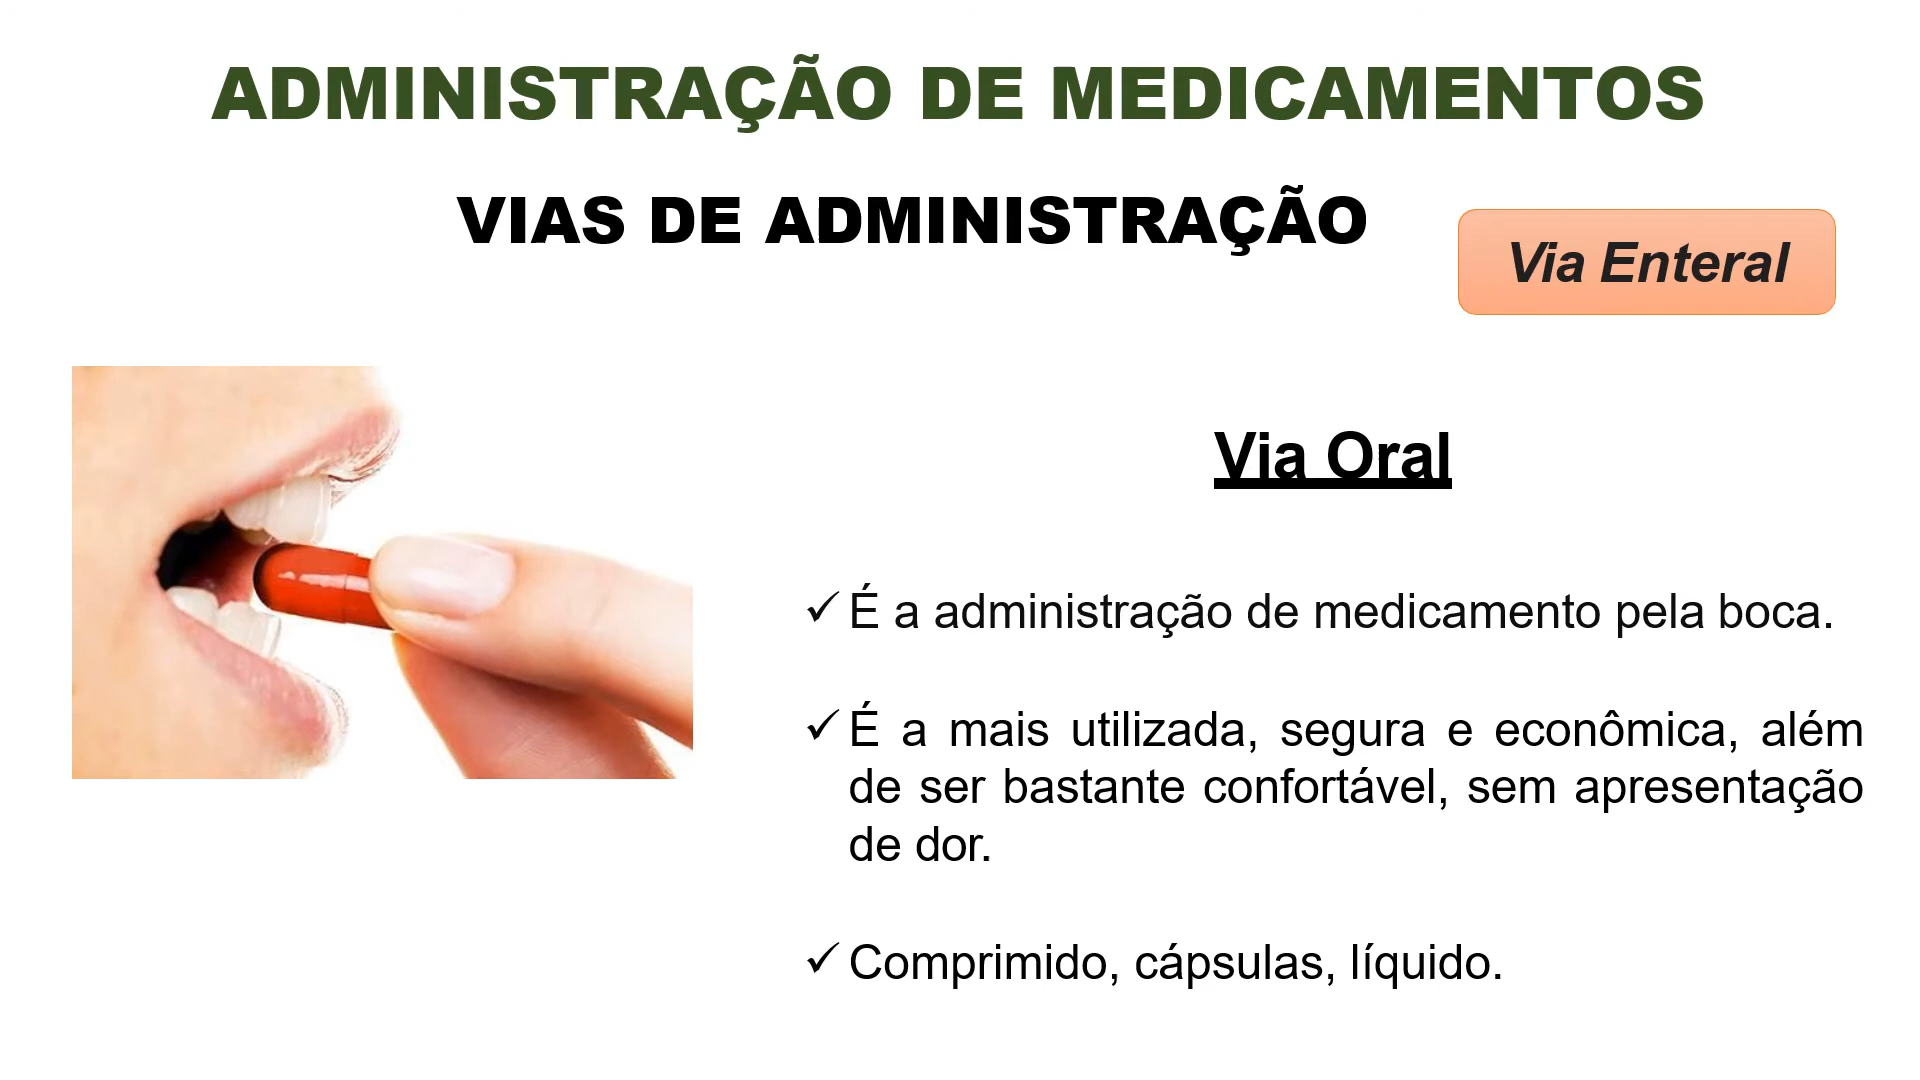 ADMINISTRAÇÃO DE MEDICAMENTOS
VIAS DE ADMINISTRAÇÃO
Via Enteral
Via Oral
✓ É a administração de medicamento pela boca.
✓ É a mais utilizada, segura e econômica, além
de ser bastante confortável, sem apresentação
de dor.
✓ Comprimido, cápsulas, líquido.